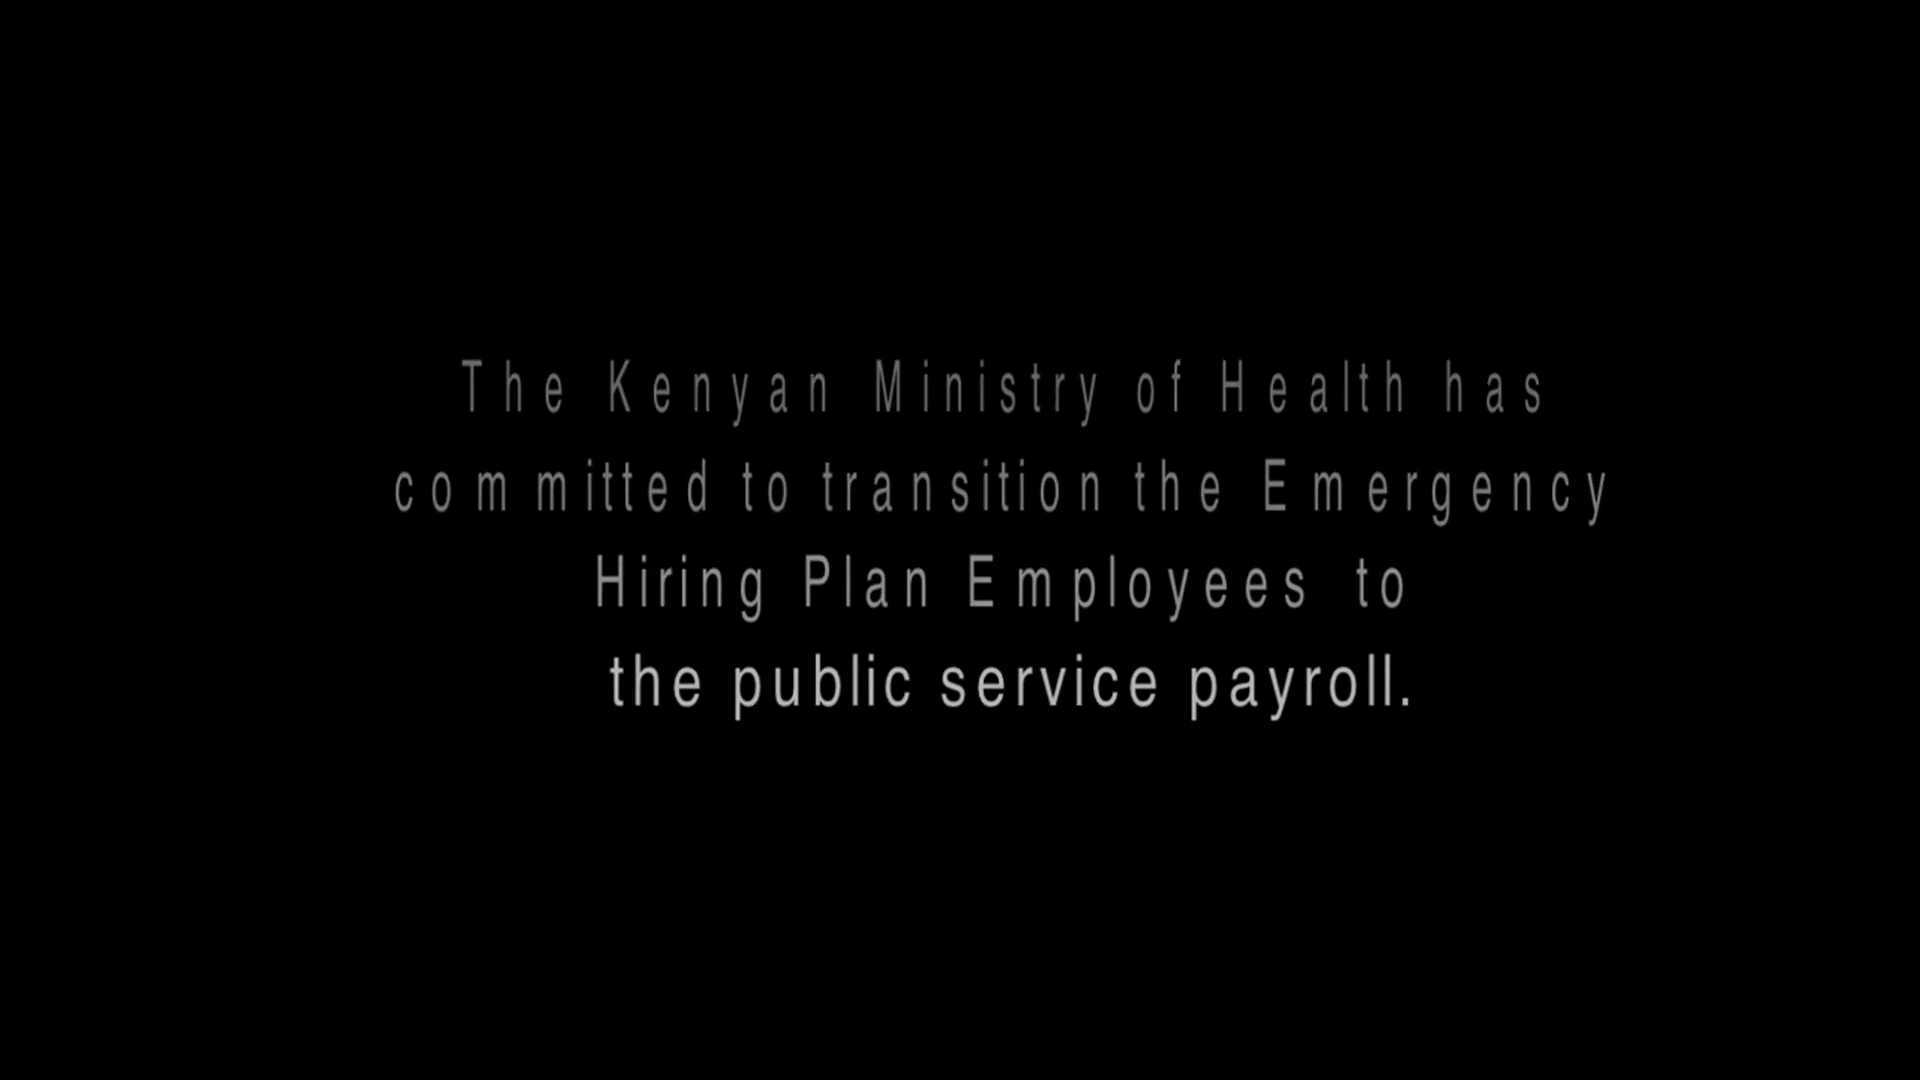 The Kenyan Ministry of Health has
committed to transition the Emergency
Hiring Plan Employees to
the public service payroll.